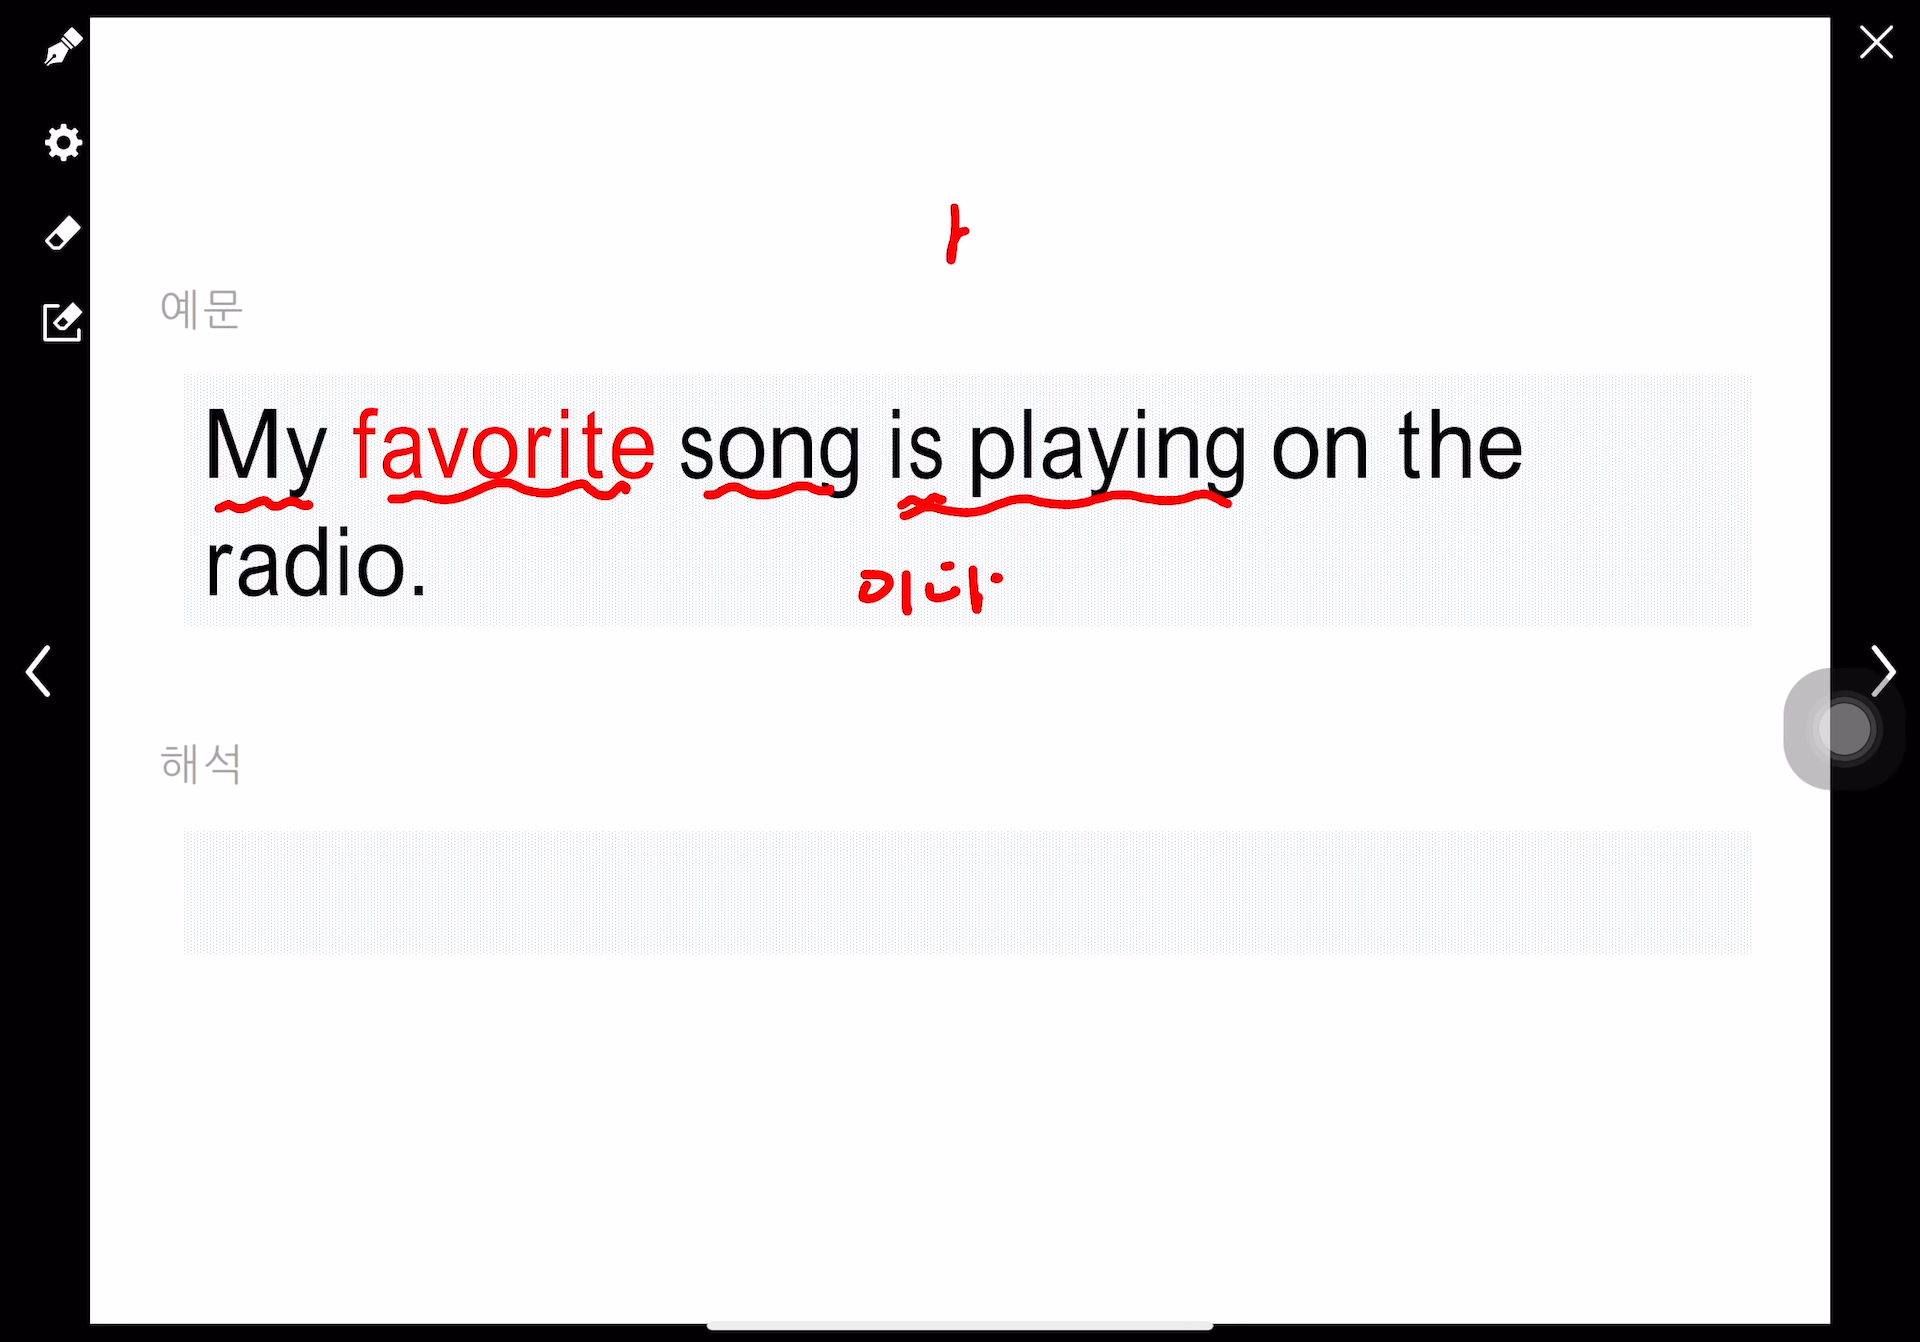 ㅏ
예문
My favorite song is playing on the
radio.
이다.
해석